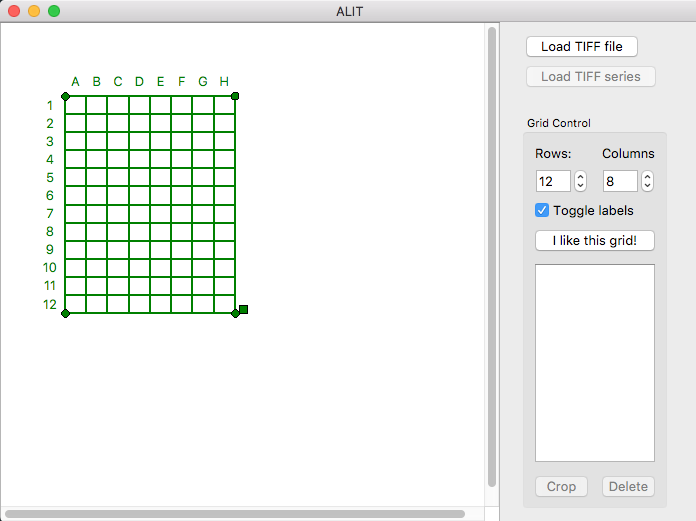 ALIT
A B C D E F G H
1
2
3
4
5
6
7
8
9
10
11
12
Load TIFF file
Load TIFF series
Grid Control
Rows: Columns
12 8
Toggle labels
I like this grid!
Crop Delete